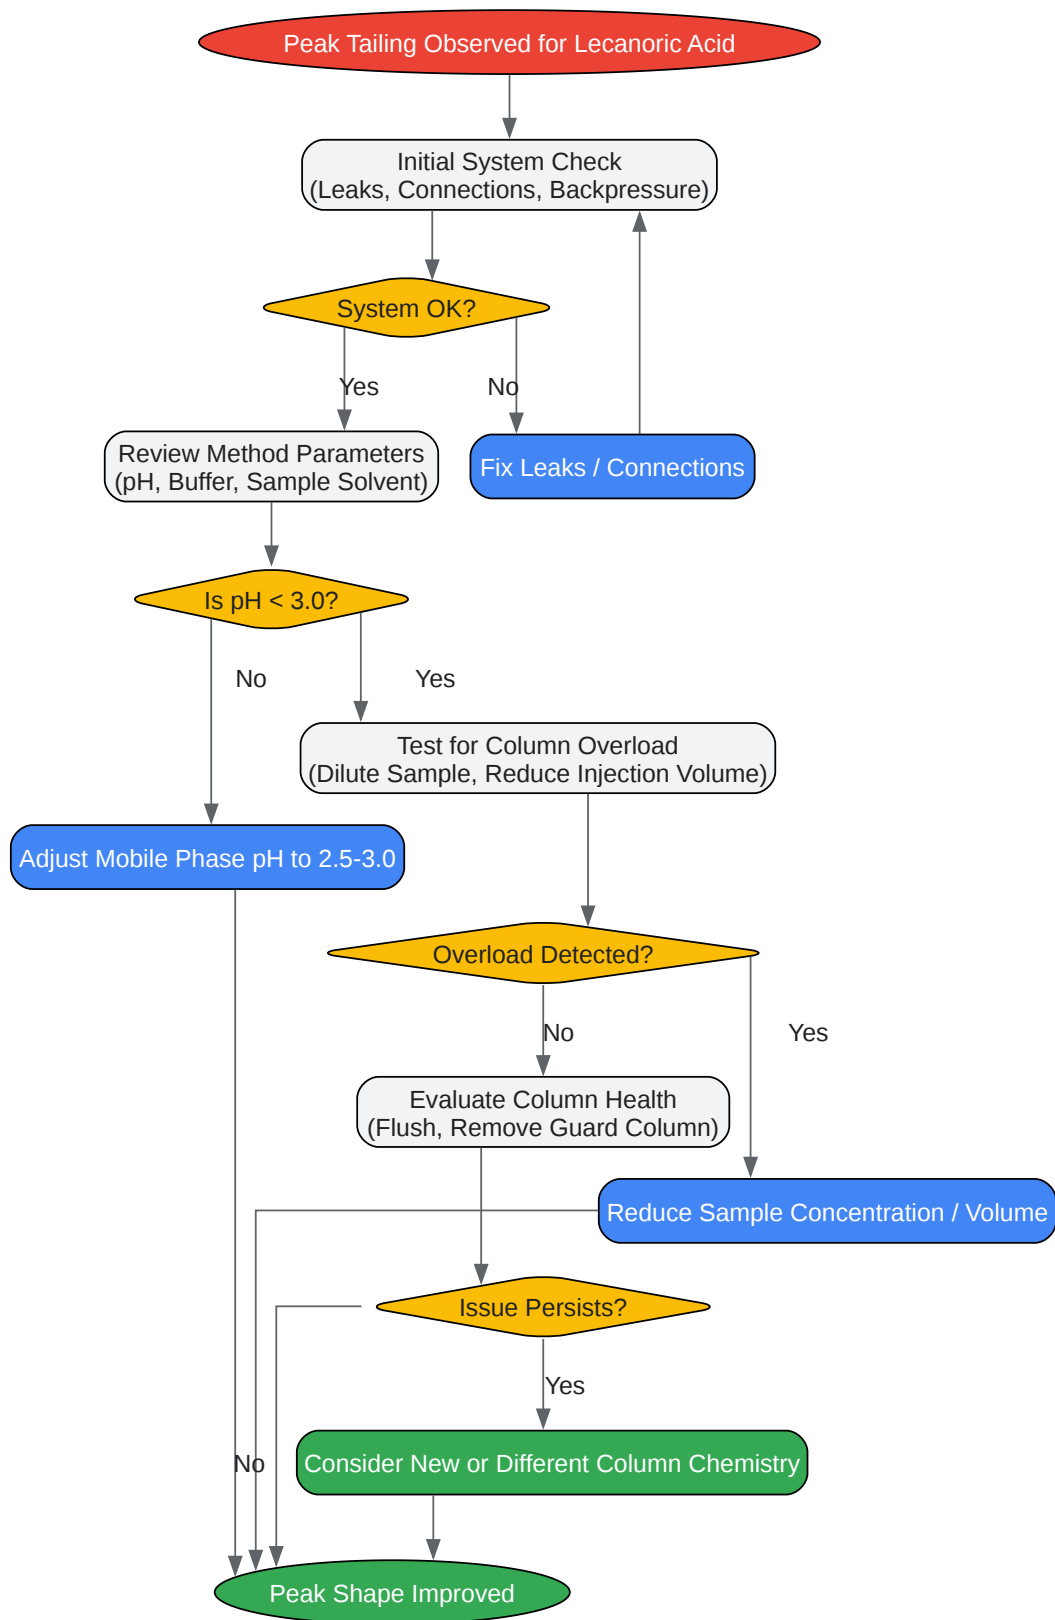 Peak Tailing Observed for Lecanoric Acid
Initial System Check
(Leaks, Connections, Backpressure)
System OK?
Yes
No
Review Method Parameters
(pH, Buffer, Sample Solvent)
Fix Leaks / Connections
Is pH < 3.0?
No
Yes
Test for Column Overload
(Dilute Sample, Reduce Injection Volume)
Adjust Mobile Phase pH to 2.5-3.0
Overload Detected?
No
Yes
Evaluate Column Health
(Flush, Remove Guard Column)
Reduce Sample Concentration / Volume
Issue Persists?
Yes
No
Consider New or Different Column Chemistry
Peak Shape Improved